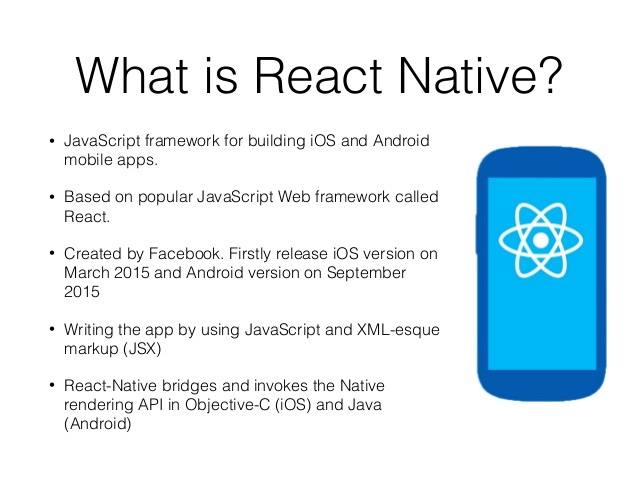 What is React Native?
• JavaScript framework for building iOS and Android
mobile apps.
• Based on popular JavaScript Web framework called
React.
• Created by Facebook. Firstly release iOS version on
March 2015 and Android version on September
2015
• Writing the app by using JavaScript and XML-esque
markup (JSX)
• React-Native bridges and invokes the Native
rendering API in Objective-C (iOS) and Java
(Android)